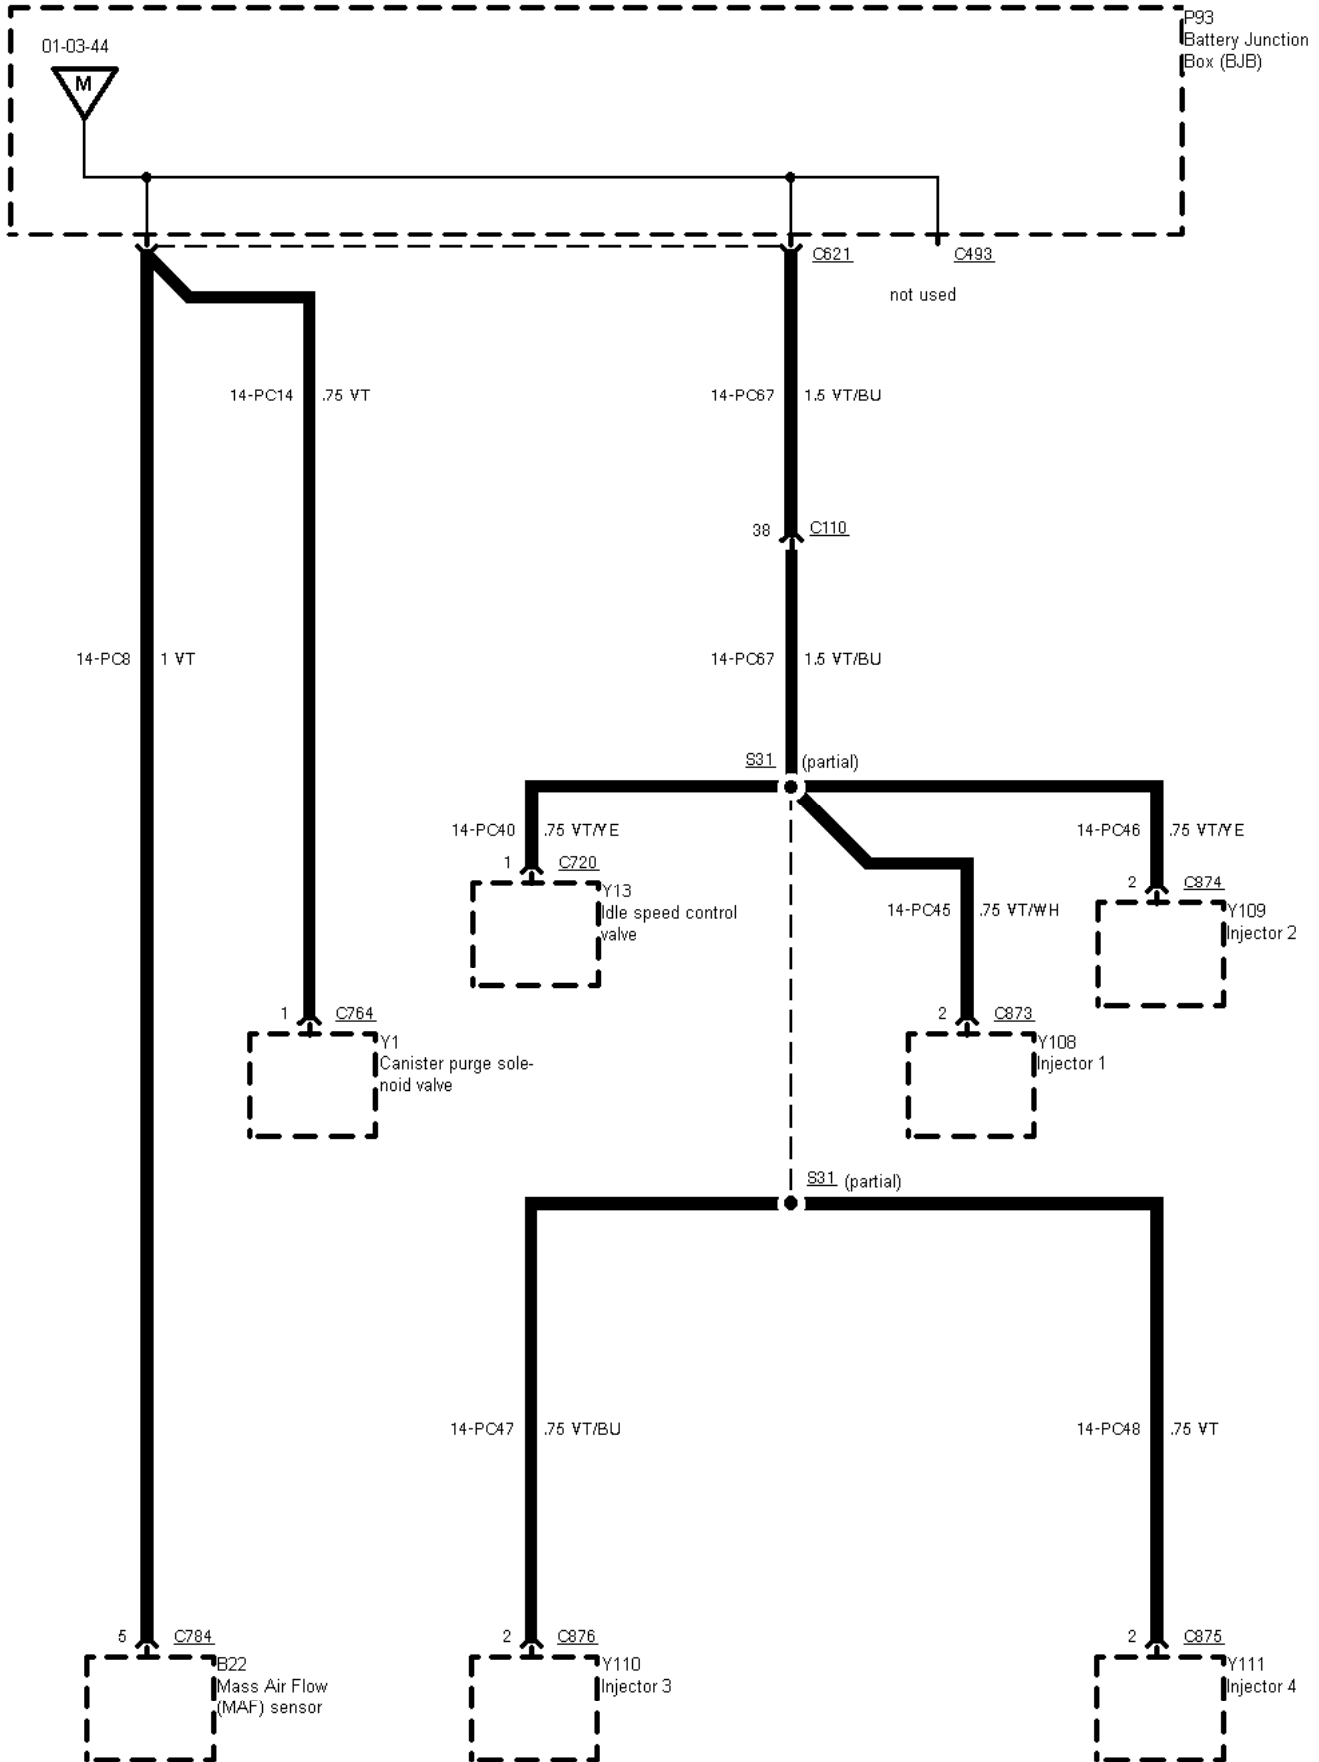 P93
Battery Junction
Box (BJB)
01-03-44
M
C621
C493
not used
14-PC14 .75 VT
14-PC67 1.5 VT/BU
38 C110
14-PC8 1 VT
14-PC67 1.5 VT/BU
S31 (partial)
14-PC40 .75 VT/YE
14-PC46 .75 VT/YE
1 C720
Y13
Idle speed control
valve
2 C874
Y109
Injector 2
14-PC45 .75 VT/WH
1 C764
Y1
Canister purge sole-
noid valve
2 C873
Y108
Injector 1
S31 (partial)
14-PC47 .75 VT/BU
14-PC48 .75 VT
5 C784
B22
Mass Air Flow
(MAF) sensor
2 C876
Y110
Injector 3
2 C875
Y111
Injector 4